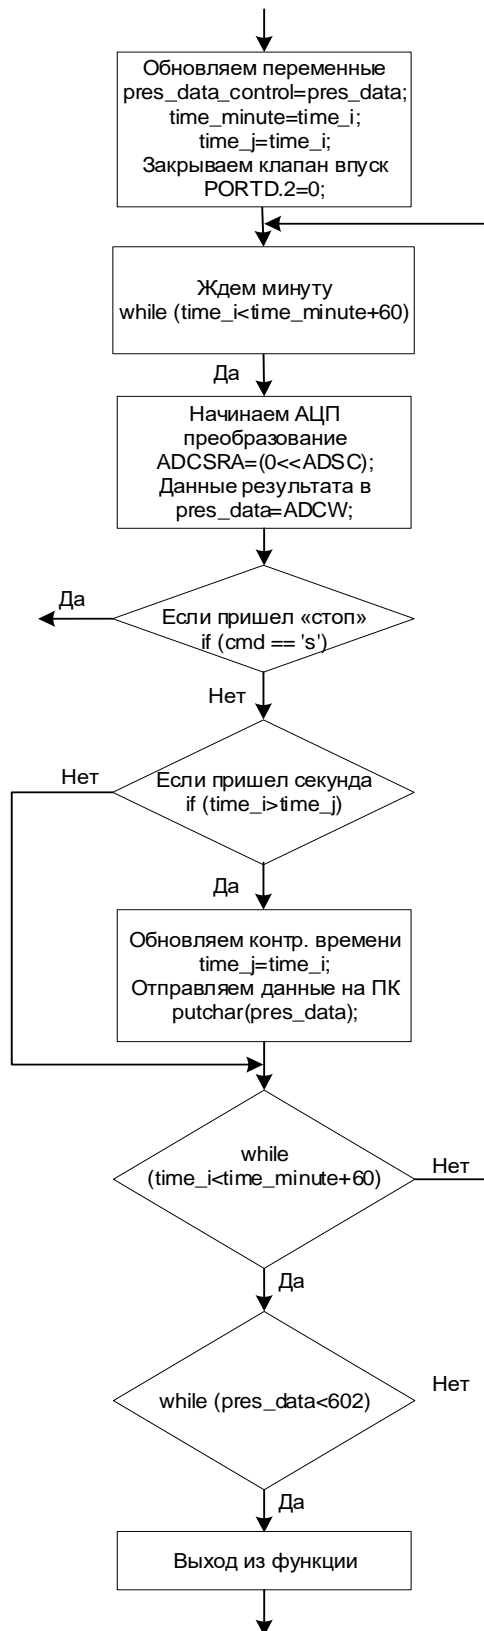 Обновляем переменные
pres_data_control=pres_data;
time_minute=time_i;
time_j=time_i;
Закрываем клапан впуск
PORTD.2=0;
Ждем минуту
while (time_i<time_minute+60)
Да
Начинаем АЦП
преобразование
ADCSRA=(0<<ADSC);
Данные результата в
pres_data=ADCW;
Да
Если пришел «стоп»
if (cmd == 's')
Нет
Нет
Если пришел секунда
if (time_i>time_j)
Да
Обновляем контр. времени
time_j=time_i;
Отправляем данные на ПК
putchar(pres_data);
while
(time_i<time_minute+60)
Нет
Да
while (pres_data<602)
Нет
Да
Выход из функции